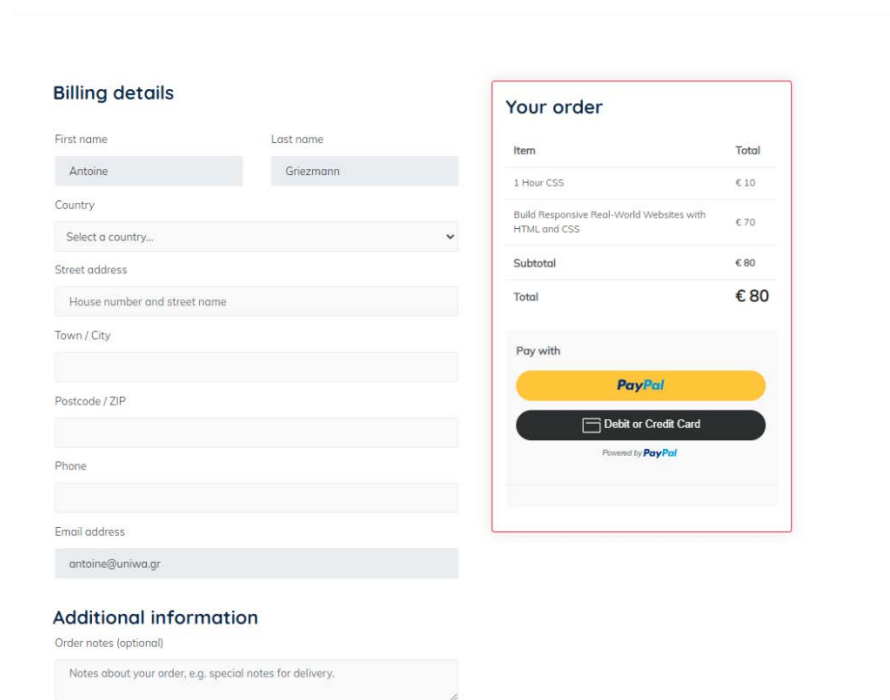 Billing details
First name
Last name
Antoine
Griezmann
Country
Select a country...
Street address
House number and street name
Town / City
Postcode / ZIP
Phone
Email address
antoine@uniwa.gr
Additional information
Order notes (optional)
Notes about your order, e.g. special notes for delivery.
Your order
Item Total
1 Hour CSS € 10
Build Responsive Real-World Websites with
HTML and CSS
€ 70
Subtotal € 80
Total € 80
Pay with
PayPal
Debit or Credit Card
Powered by PayPal